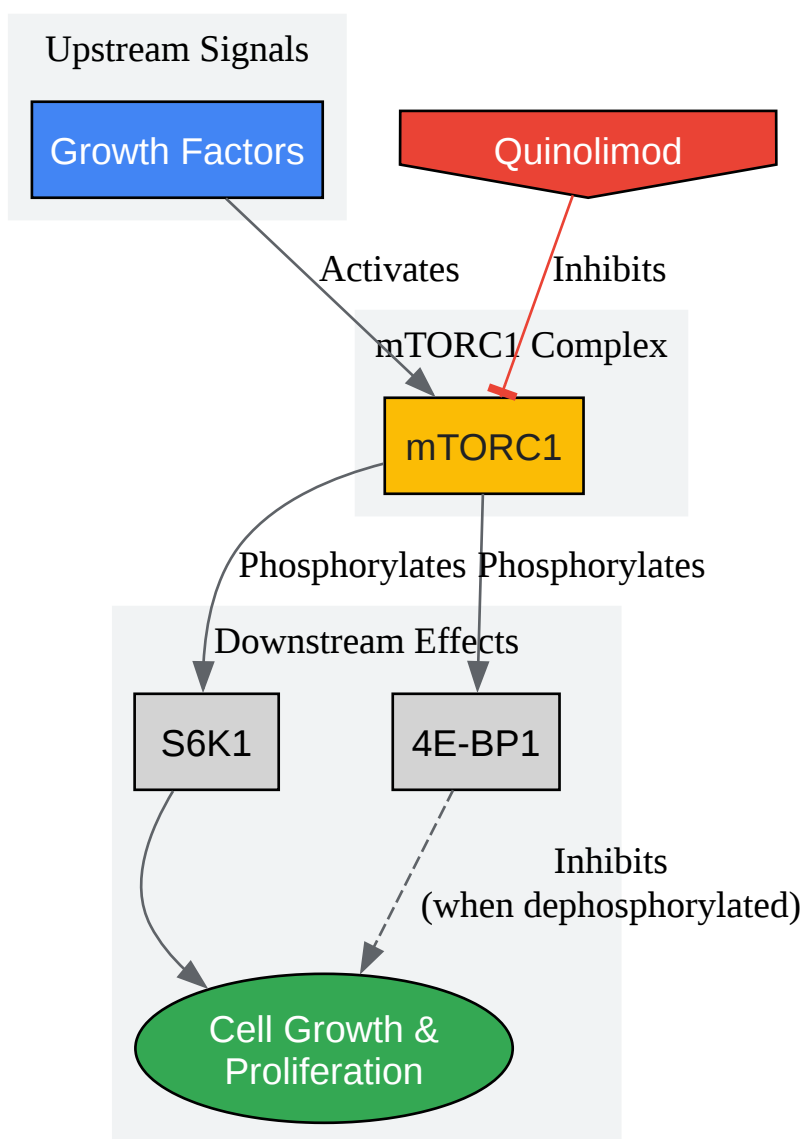 Upstream Signals
Growth Factors
Quinolimod
Activates
Inhibits
mTORC1 Complex
mTORC1
Phosphorylates
Phosphorylates
Downstream Effects
S6K1
4E-BP1
Inhibits
(when dephosphorylated)
Cell Growth &
Proliferation